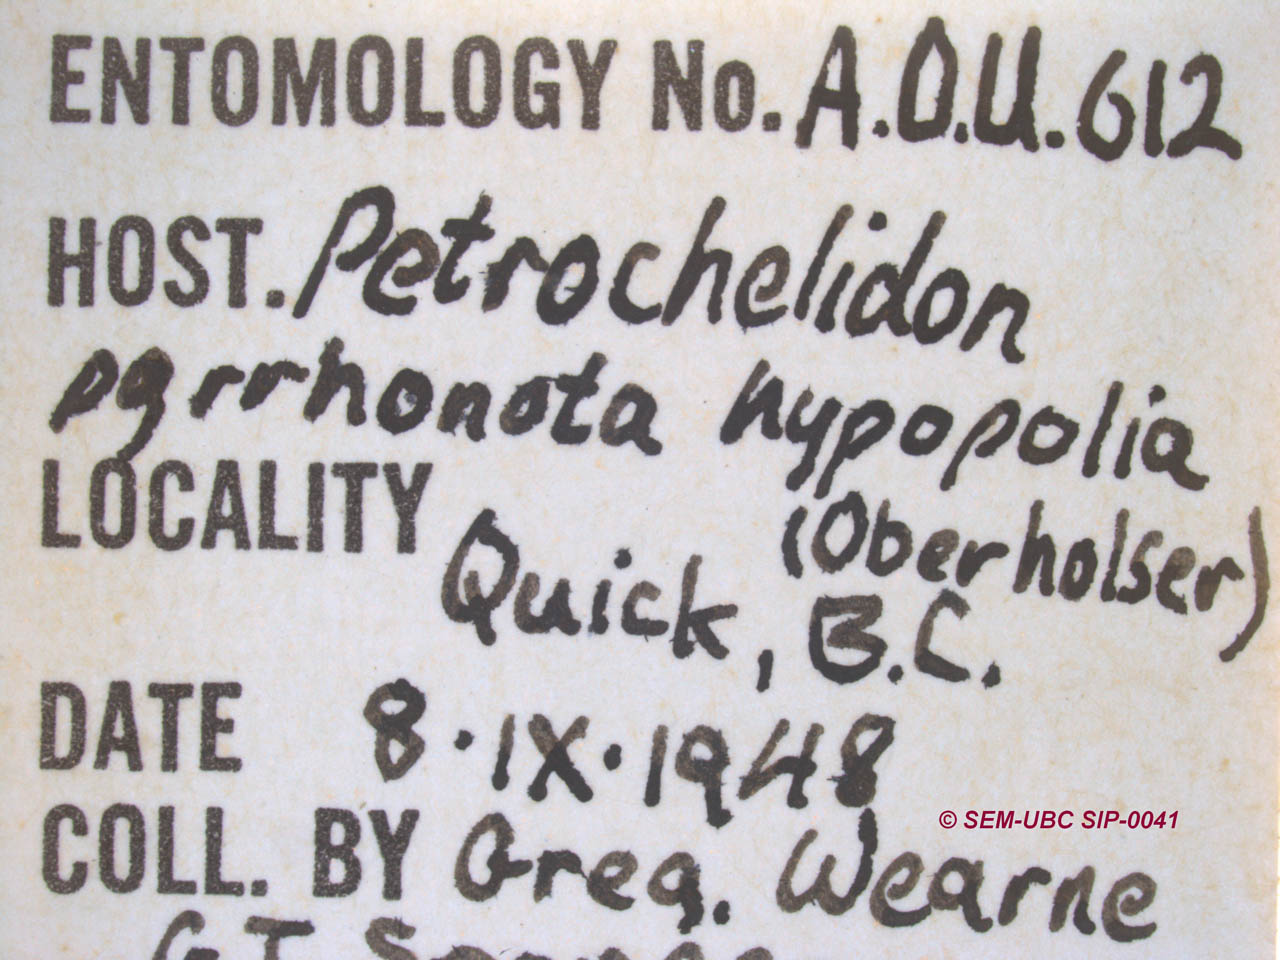 ENTOMOLOGY No. A.O.U. 612
HOST. Petrochelidon
pyrrhonota hypopolia
(Oberholser)
LOCALITY Quick, B.C.
DATE 8·IX·1948
COLL. BY Greg. Wearne
© SEM-UBC SIP-0041
G.J.